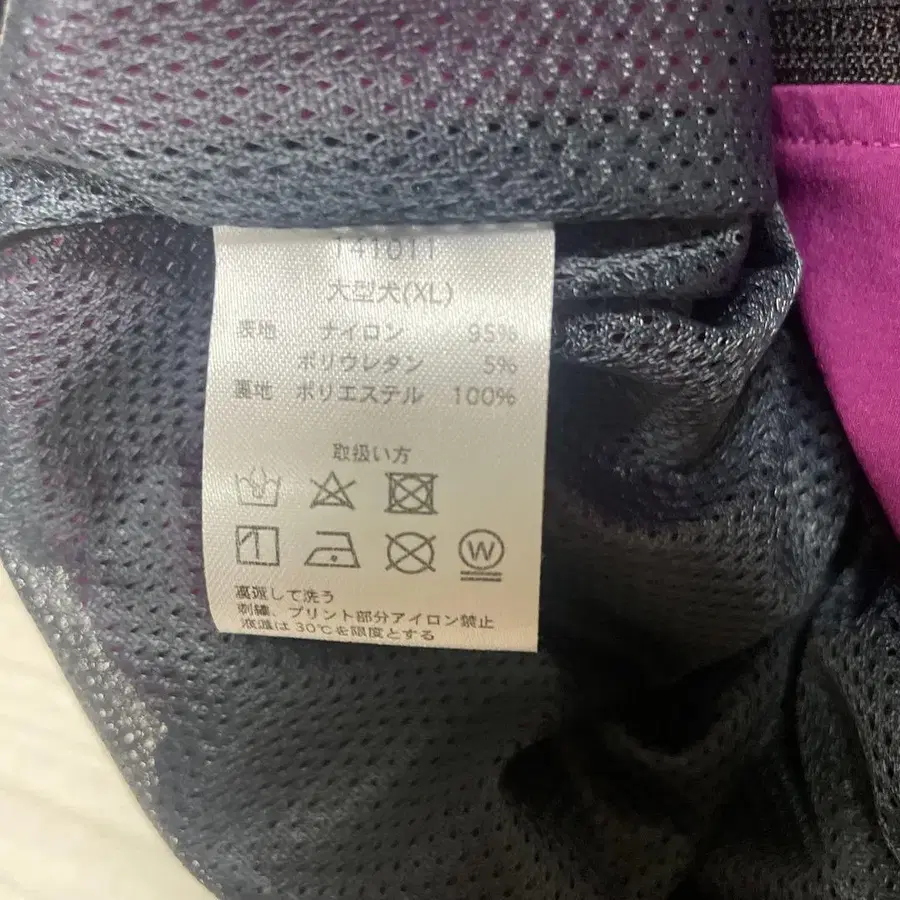 141011
大型犬(XL)
表地 ナイロン 95%
ポリウレタン 5%
裏地 ポリエステル 100%
取扱い方
W
裏返して洗う
刺繍、プリント部分アイロン禁止
液温は30℃を限度とする